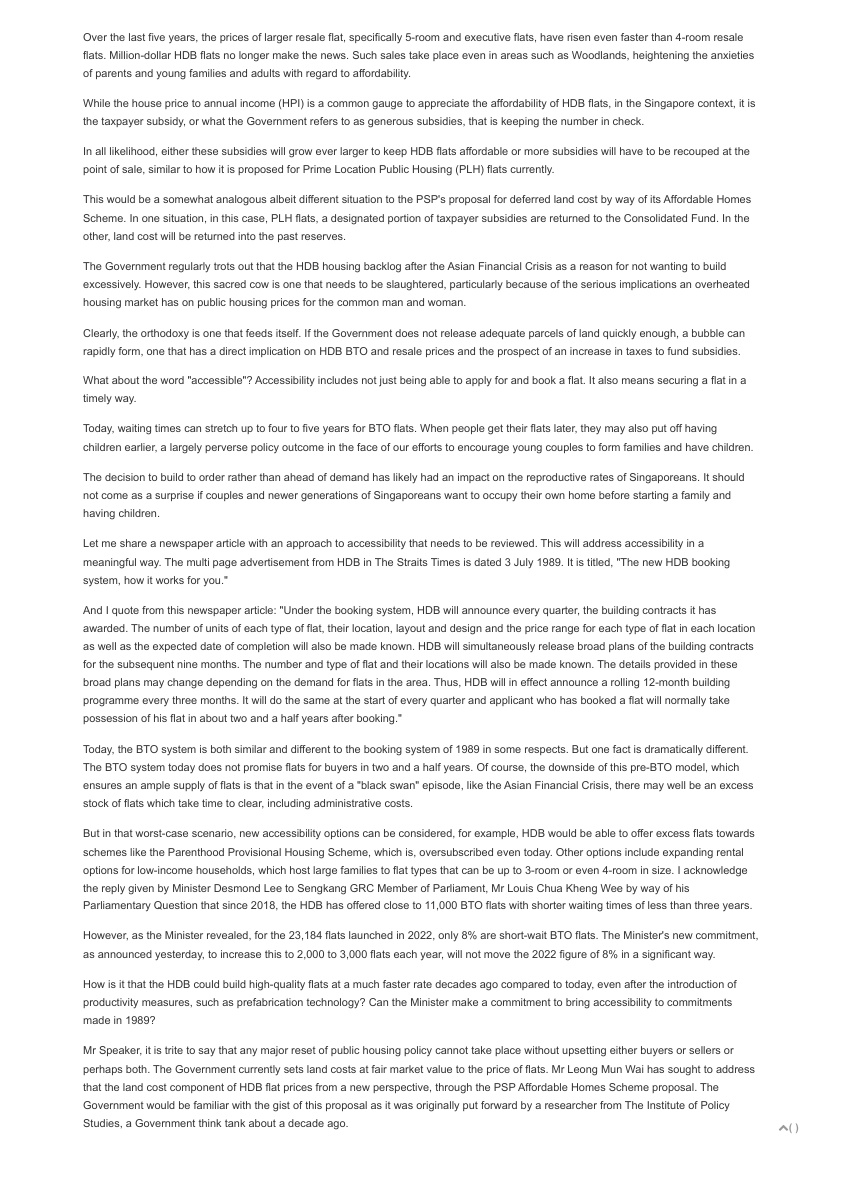 Over the last five years, the prices of larger resale flat, specifically 5-room and executive flats, have risen even faster than 4-room resale
flats. Million-dollar HDB flats no longer make the news. Such sales take place even in areas such as Woodlands, heightening the anxieties
of parents and young families and adults with regard to affordability.
While the house price to annual income (HPI) is a common gauge to appreciate the affordability of HDB flats, in the Singapore context, it is
the taxpayer subsidy, or what the Government refers to as generous subsidies, that is keeping the number in check.
In all likelihood, either these subsidies will grow ever larger to keep HDB flats affordable or more subsidies will have to be recouped at the
point of sale, similar to how it is proposed for Prime Location Public Housing (PLH) flats currently.
This would be a somewhat analogous albeit different situation to the PSP's proposal for deferred land cost by way of its Affordable Homes
Scheme. In one situation, in this case, PLH flats, a designated portion of taxpayer subsidies are returned to the Consolidated Fund. In the
other, land cost will be returned into the past reserves.
The Government regularly trots out that the HDB housing backlog after the Asian Financial Crisis as a reason for not wanting to build
excessively. However, this sacred cow is one that needs to be slaughtered, particularly because of the serious implications an overheated
housing market has on public housing prices for the common man and woman.
Clearly, the orthodoxy is one that feeds itself. If the Government does not release adequate parcels of land quickly enough, a bubble can
rapidly form, one that has a direct implication on HDB BTO and resale prices and the prospect of an increase in taxes to fund subsidies.
What about the word "accessible"? Accessibility includes not just being able to apply for and book a flat. It also means securing a flat in a
timely way.
Today, waiting times can stretch up to four to five years for BTO flats. When people get their flats later, they may also put off having
children earlier, a largely perverse policy outcome in the face of our efforts to encourage young couples to form families and have children.
The decision to build to order rather than ahead of demand has likely had an impact on the reproductive rates of Singaporeans. It should
not come as a surprise if couples and newer generations of Singaporeans want to occupy their own home before starting a family and
having children.
Let me share a newspaper article with an approach to accessibility that needs to be reviewed. This will address accessibility in a
meaningful way. The multi page advertisement from HDB in The Straits Times is dated 3 July 1989. It is titled, "The new HDB booking
system, how it works for you."
And I quote from this newspaper article: "Under the booking system, HDB will announce every quarter, the building contracts it has
awarded. The number of units of each type of flat, their location, layout and design and the price range for each type of flat in each location
as well as the expected date of completion will also be made known. HDB will simultaneously release broad plans of the building contracts
for the subsequent nine months. The number and type of flat and their locations will also be made known. The details provided in these
broad plans may change depending on the demand for flats in the area. Thus, HDB will in effect announce a rolling 12-month building
programme every three months. It will do the same at the start of every quarter and applicant who has booked a flat will normally take
possession of his flat in about two and a half years after booking."
Today, the BTO system is both similar and different to the booking system of 1989 in some respects. But one fact is dramatically different.
The BTO system today does not promise flats for buyers in two and a half years. Of course, the downside of this pre-BTO model, which
ensures an ample supply of flats is that in the event of a "black swan" episode, like the Asian Financial Crisis, there may well be an excess
stock of flats which take time to clear, including administrative costs.
But in that worst-case scenario, new accessibility options can be considered, for example, HDB would be able to offer excess flats towards
schemes like the Parenthood Provisional Housing Scheme, which is, oversubscribed even today. Other options include expanding rental
options for low-income households, which host large families to flat types that can be up to 3-room or even 4-room in size. I acknowledge
the reply given by Minister Desmond Lee to Sengkang GRC Member of Parliament, Mr Louis Chua Kheng Wee by way of his
Parliamentary Question that since 2018, the HDB has offered close to 11,000 BTO flats with shorter waiting times of less than three years.
However, as the Minister revealed, for the 23,184 flats launched in 2022, only 8% are short-wait BTO flats. The Minister's new commitment,
as announced yesterday, to increase this to 2,000 to 3,000 flats each year, will not move the 2022 figure of 8% in a significant way.
How is it that the HDB could build high-quality flats at a much faster rate decades ago compared to today, even after the introduction of
productivity measures, such as prefabrication technology? Can the Minister make a commitment to bring accessibility to commitments
made in 1989?
Mr Speaker, it is trite to say that any major reset of public housing policy cannot take place without upsetting either buyers or sellers or
perhaps both. The Government currently sets land costs at fair market value to the price of flats. Mr Leong Mun Wai has sought to address
that the land cost component of HDB flat prices from a new perspective, through the PSP Affordable Homes Scheme proposal. The
Government would be familiar with the gist of this proposal as it was originally put forward by a researcher from The Institute of Policy
Studies, a Government think tank about a decade ago.
( )